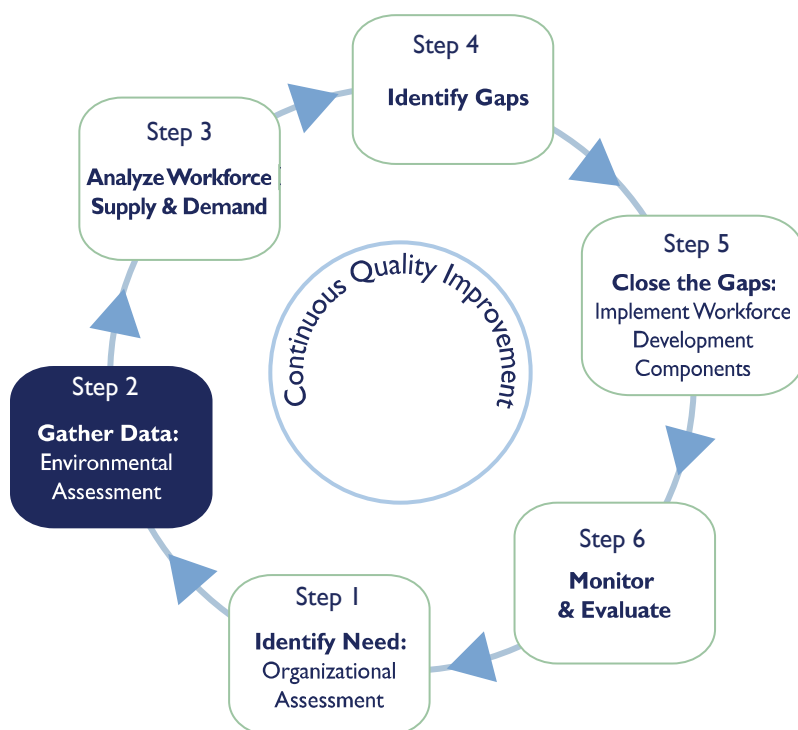 Step 4
Identify Gaps
Step 3
Analyze Workforce
Supply & Demand
Step 5
Close the Gaps:
Implement Workforce
Development
Components
Continuous Quality Improvement
Step 2
Gather Data:
Environmental
Assessment
Step 6
Monitor
& Evaluate
Step 1
Identify Need:
Organizational
Assessment